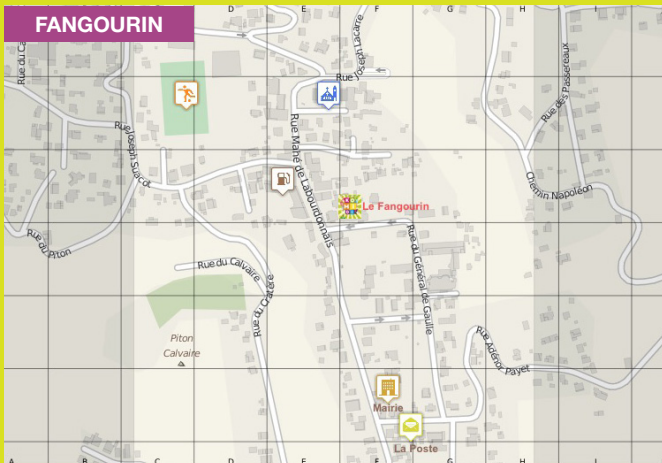 FANGOURIN
D
E
F
G
H
I
Rue du Ca
Rue Joseph Lacarre
Rue des Passereaux
Rue Joseph Suacot
Rue Mahé de Labourdonnais
Chemin Napoléon
Le Fangourin
Rue du Piton
Rue du Calvaire
Rue du Cratère
Rue du Général de Gaulle
Piton
Calvaire
Rue Adénor Payet
Mairie
La Poste
A
B
C
D
E
F
G
H
I